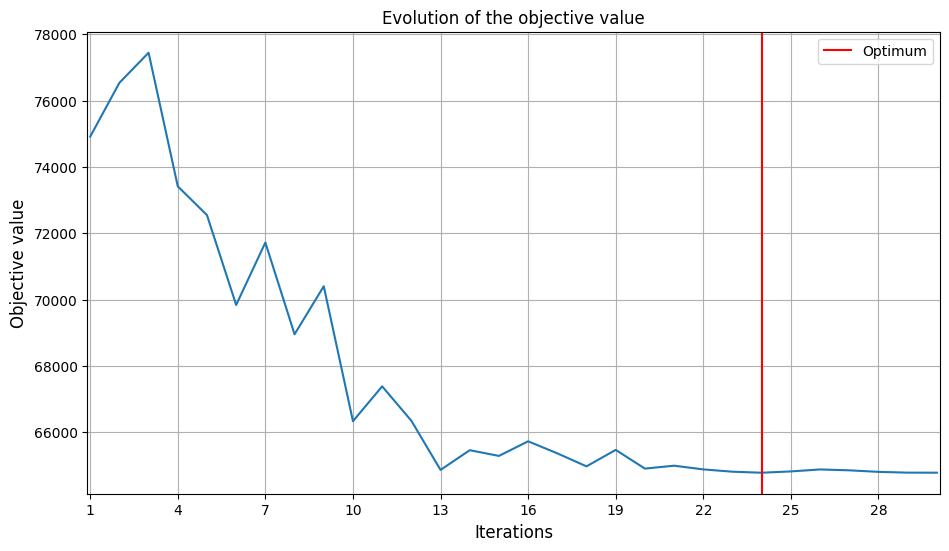 Evolution of the objective value
Optimum
Objective value
78000
76000
74000
72000
70000
68000
66000
1 4 7 10 13 16 19 22 25 28
Iterations